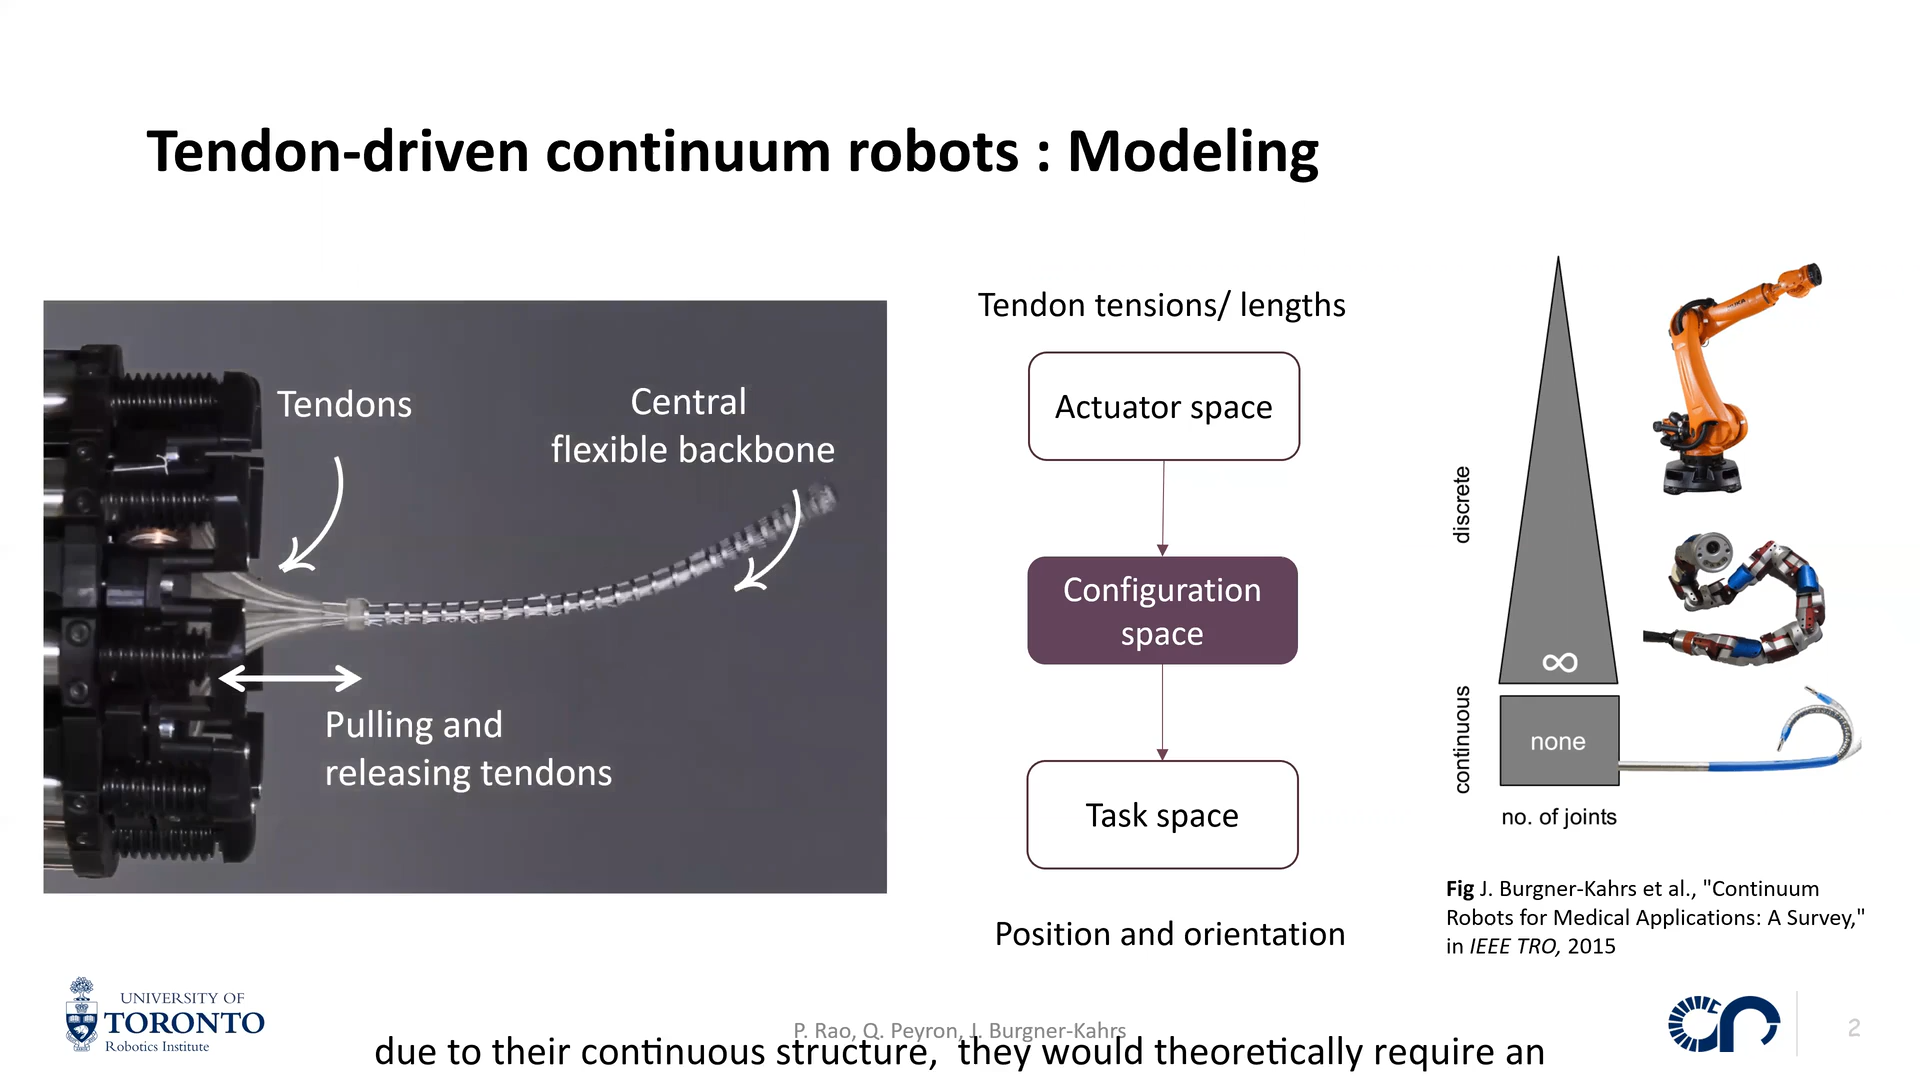 Tendon-driven continuum robots : Modeling
Tendons
Central
flexible backbone
Pulling and
releasing tendons
Tendon tensions/ lengths
Actuator space
Configuration
space
Task space
Position and orientation
discrete
continuous
∞
none
no. of joints
Fig J. Burgner-Kahrs et al., "Continuum
Robots for Medical Applications: A Survey,"
in IEEE TRO, 2015
UNIVERSITY OF
TORONTO
Robotics Institute
P. Rao, Q. Peyron, J. Burgner-Kahrs
due to their continuous structure,  they would theoretically require an
cr
2